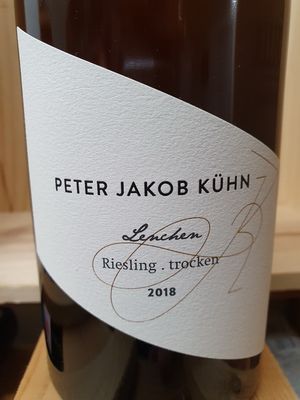 PETER JAKOB KÜHN
Lenchen
Riesling . trocken
2018